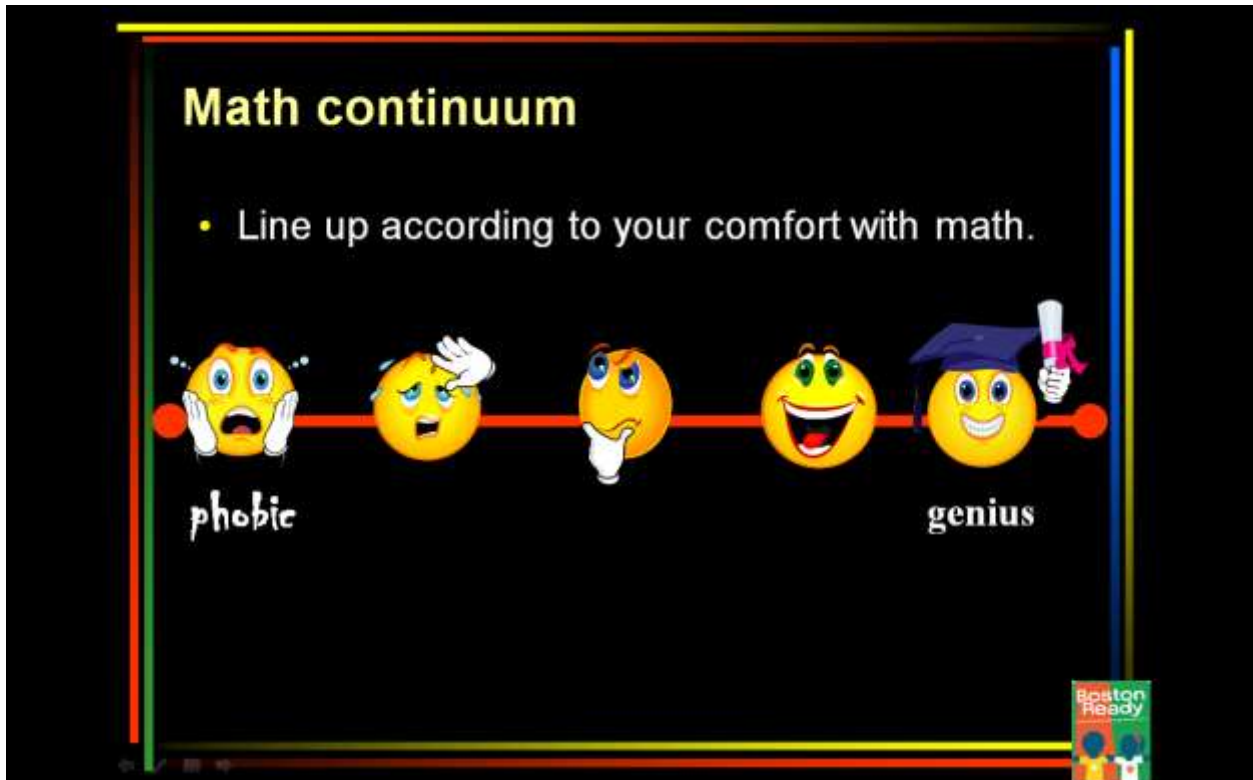 Math continuum
• Line up according to your comfort with math.
phobic
genius
Boston
Ready